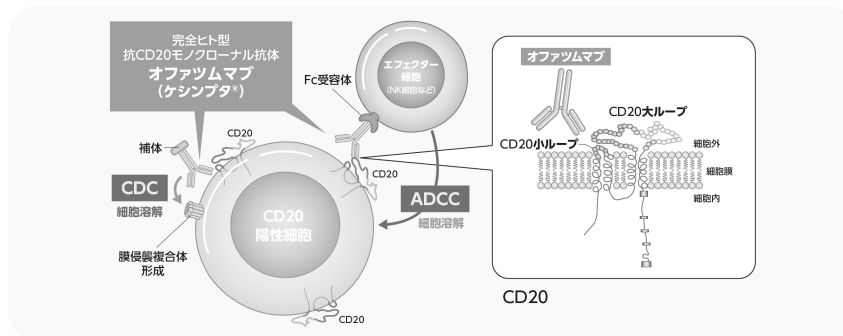 完全ヒト型
抗CD20モノクローナル抗体
オファツムマブ
(ケシンプタ®)
エフェクター
細胞
(NK細胞など)
Fc受容体
補体
CD20
CD20
CDC
細胞溶解
ADCC
細胞溶解
CD20
陽性細胞
膜侵襲複合体
形成
CD20
オファツムマブ
CD20大ループ
CD20小ループ
細胞外
細胞膜
細胞内
CD20